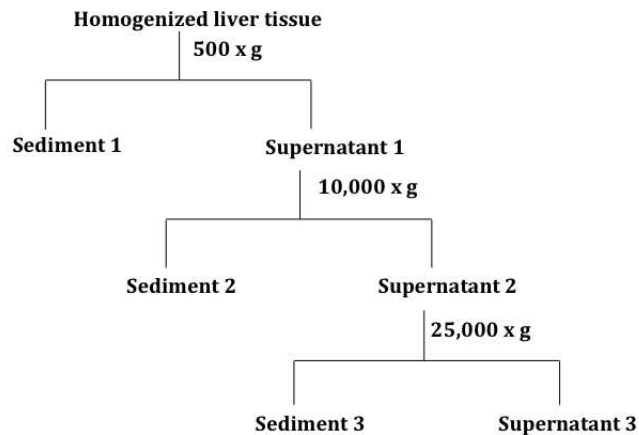 Homogenized liver tissue
500 x g
Sediment 1
Supernatant 1
10,000 x g
Sediment 2
Supernatant 2
25,000 x g
Sediment 3
Supernatant 3